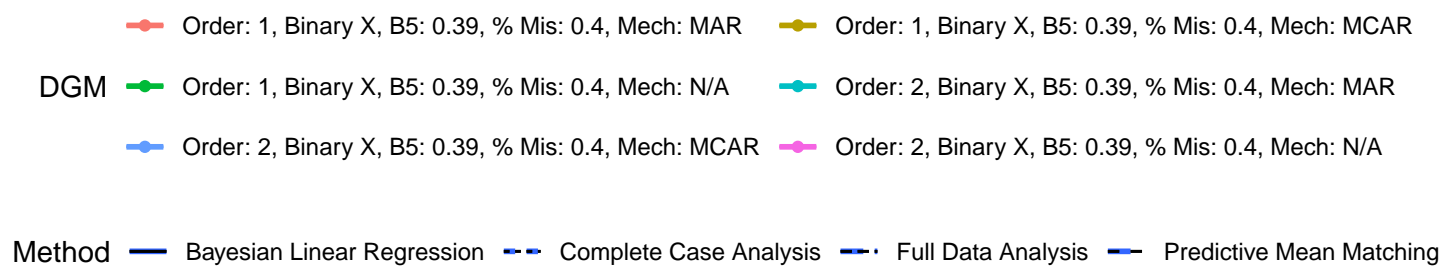 Order: 1, Binary X, B5: 0.39, % Mis: 0.4, Mech: MAR Order: 1, Binary X, B5: 0.39, % Mis: 0.4, Mech: MCAR
DGM Order: 1, Binary X, B5: 0.39, % Mis: 0.4, Mech: N/A Order: 2, Binary X, B5: 0.39, % Mis: 0.4, Mech: MAR
Order: 2, Binary X, B5: 0.39, % Mis: 0.4, Mech: MCAR Order: 2, Binary X, B5: 0.39, % Mis: 0.4, Mech: N/A
Method Bayesian Linear Regression Complete Case Analysis Full Data Analysis Predictive Mean Matching